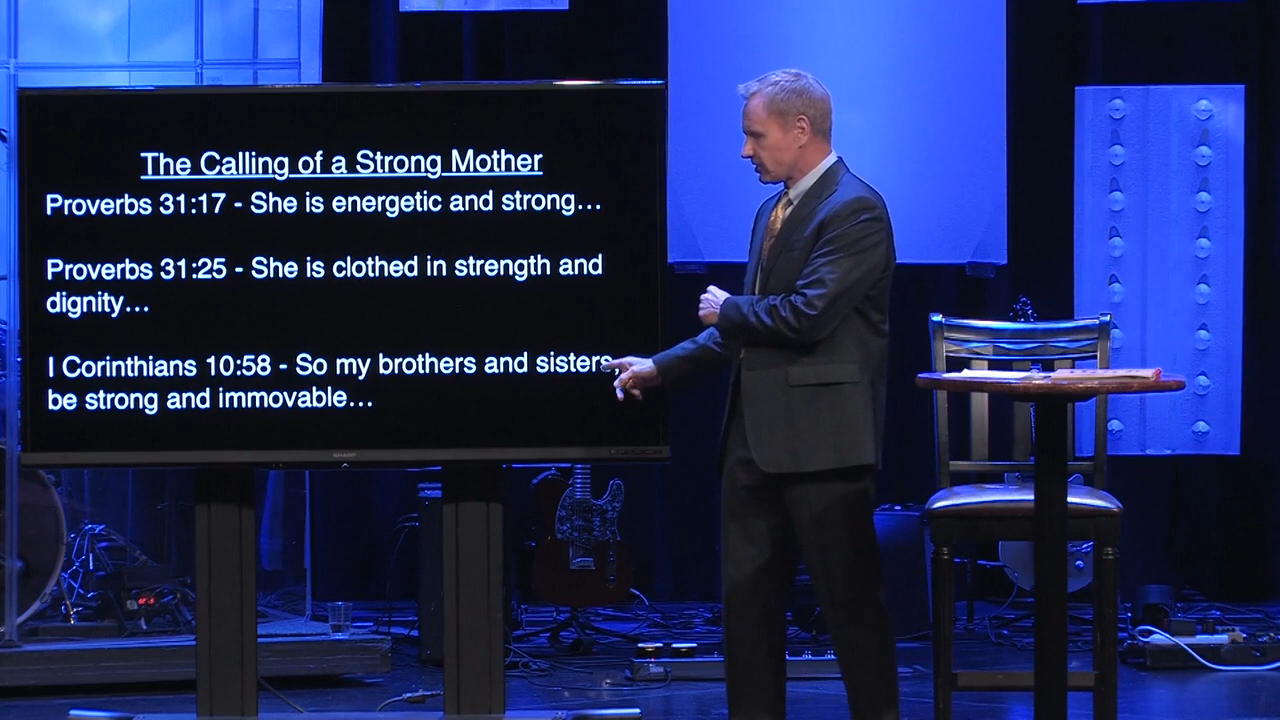 The Calling of a Strong Mother
Proverbs 31:17 - She is energetic and strong…
Proverbs 31:25 - She is clothed in strength and
dignity…
I Corinthians 10:58 - So my brothers and sisters,
be strong and immovable…
SHARP